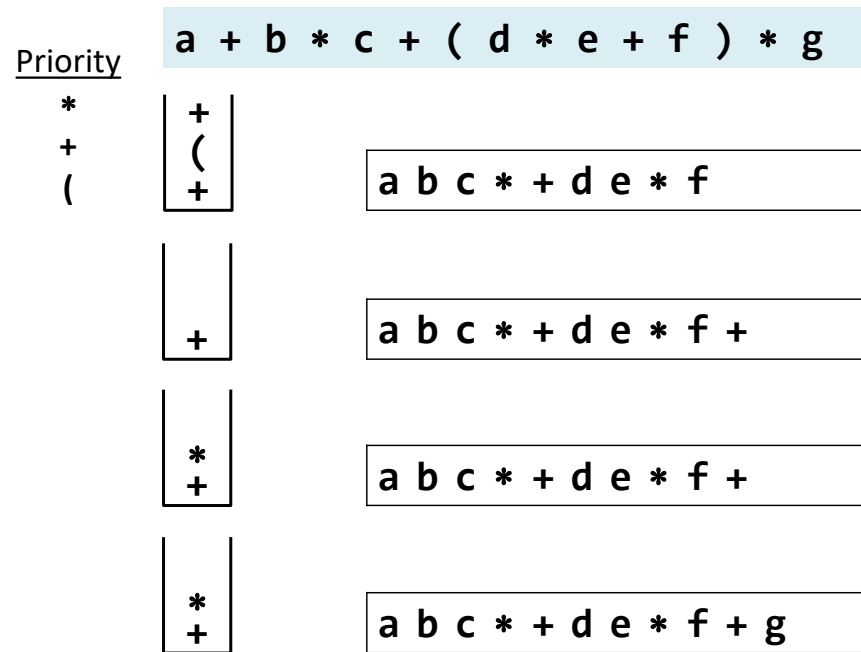 a + b * c + ( d * e + f ) * g
Priority
*
+
(
+
(
+
a b c * + d e * f
+
a b c * + d e * f +
*
+
a b c * + d e * f +
*
+
a b c * + d e * f + g